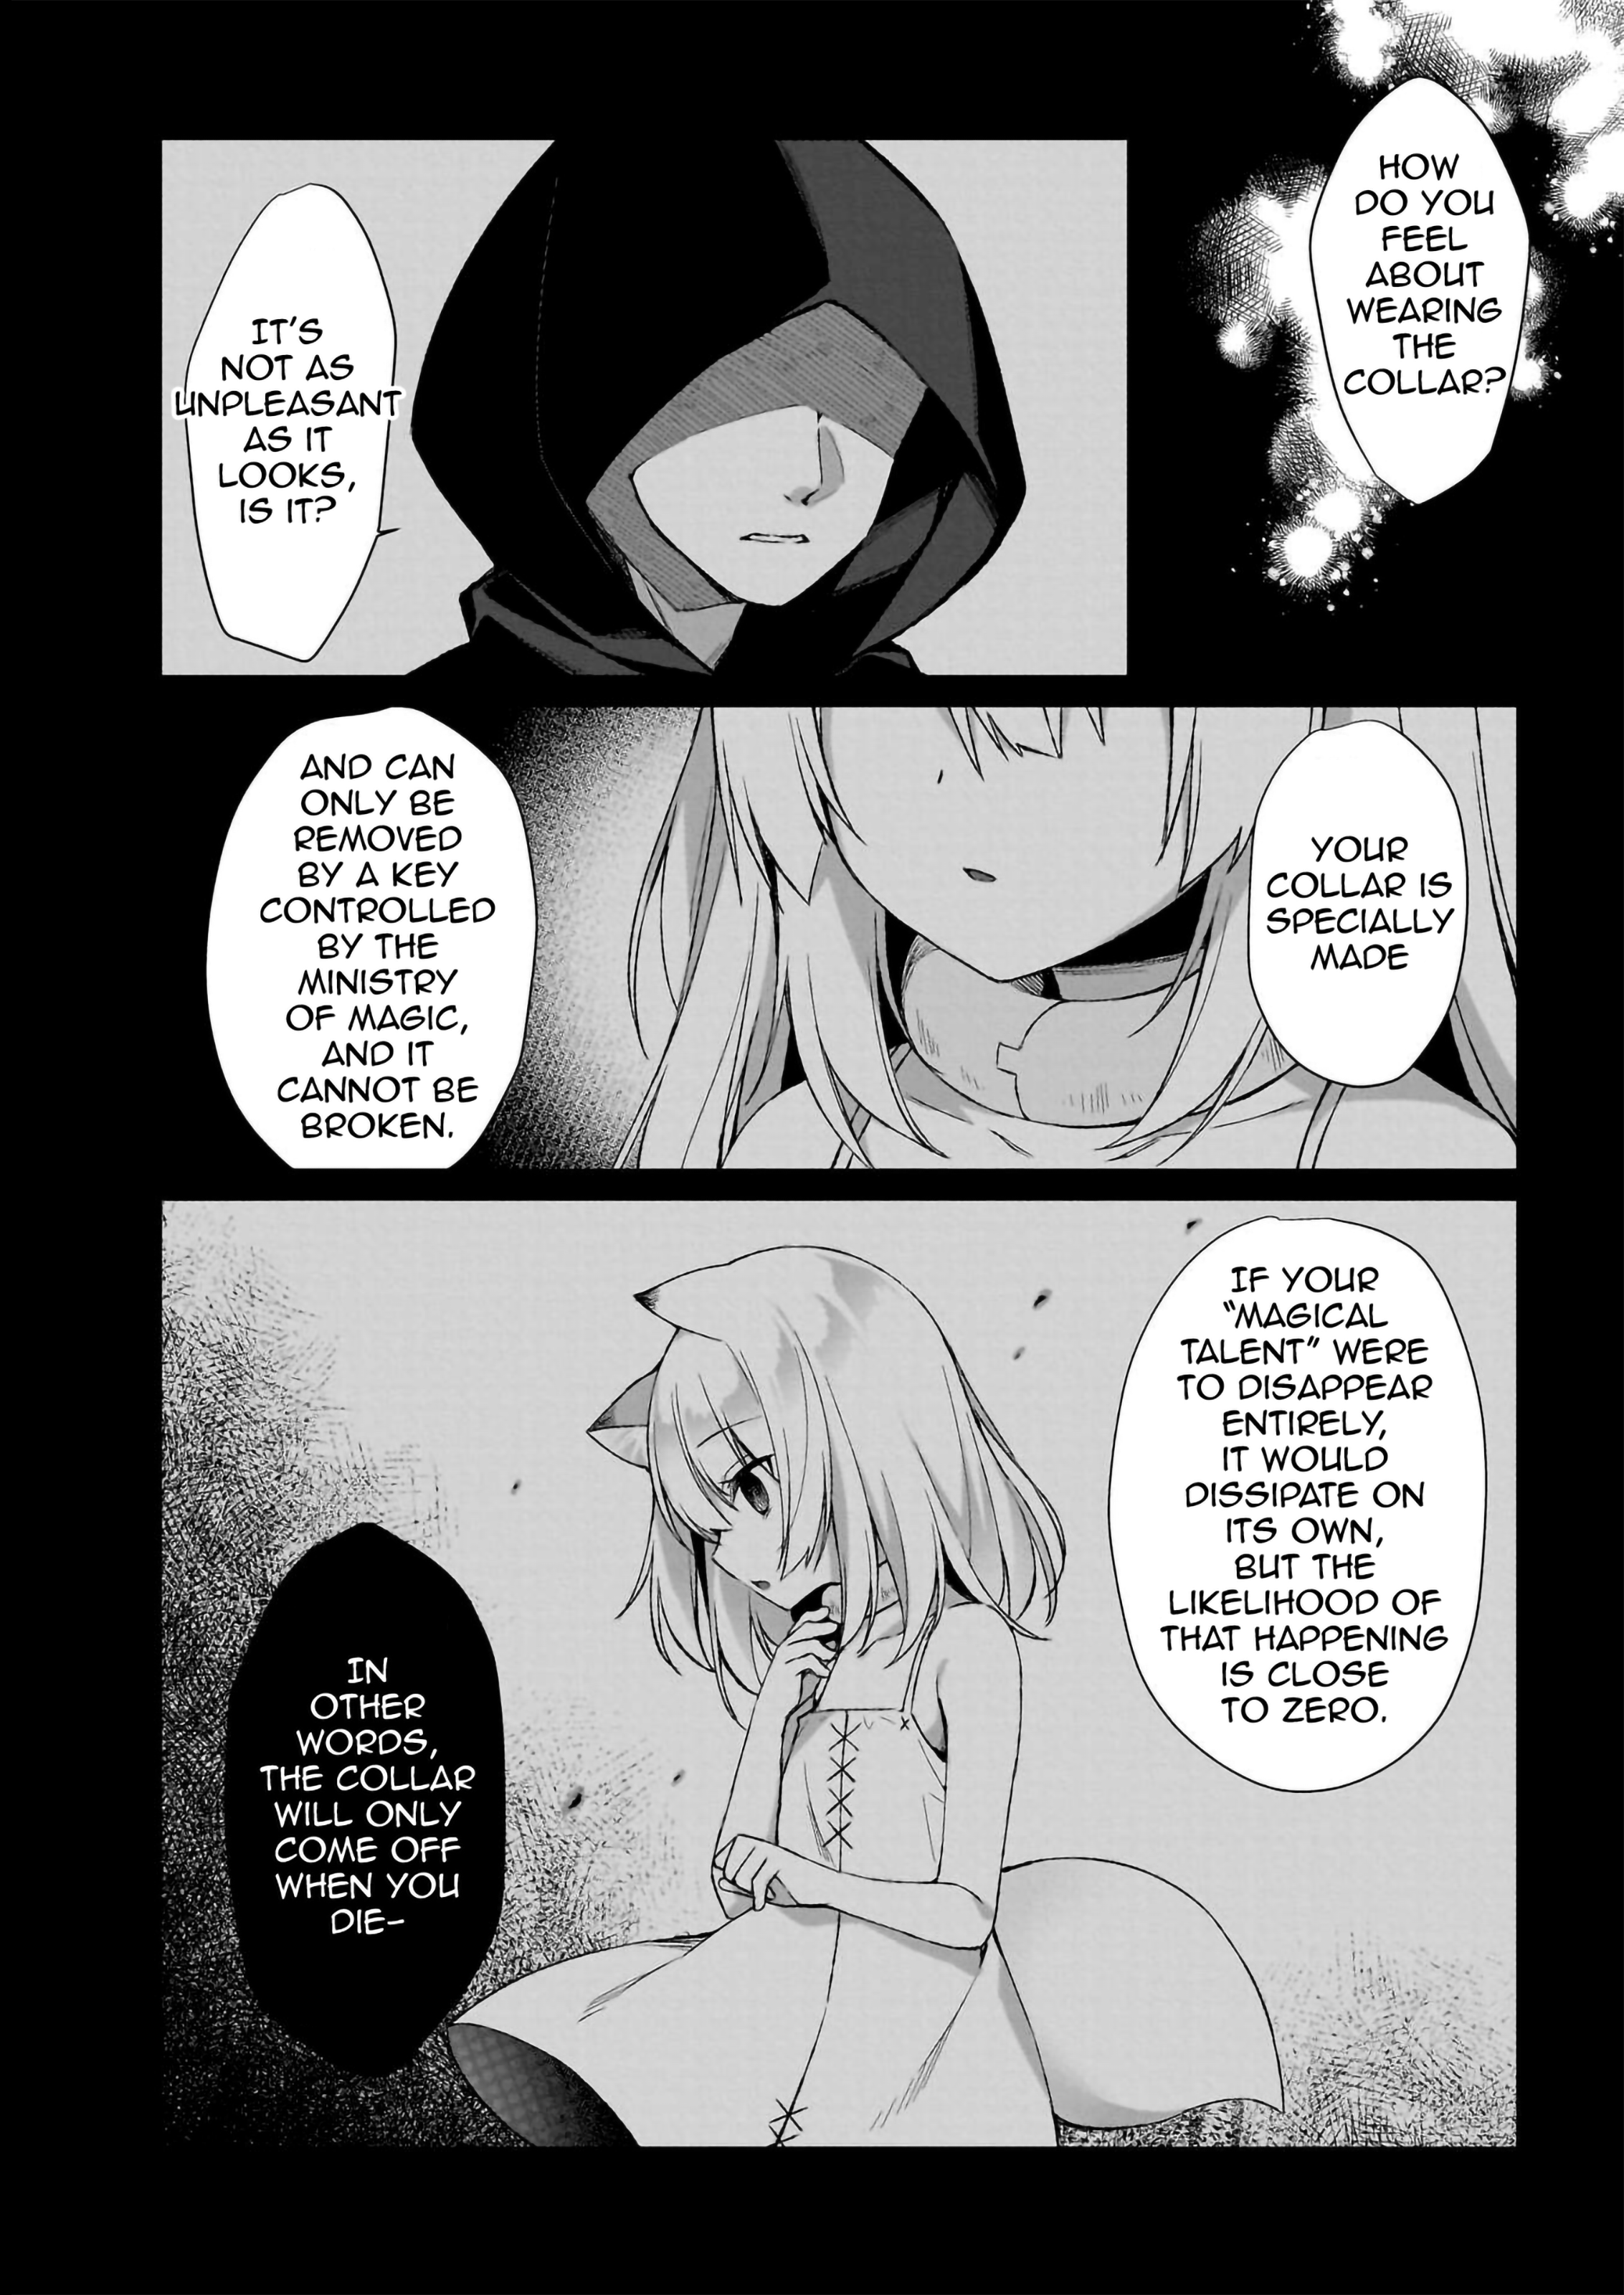 HOW
DO YOU
FEEL
ABOUT
WEARING
THE
COLLAR?
IT'S
NOT AS
UNPLEASANT
AS IT
LOOKS,
IS IT?
YOUR
COLLAR IS
SPECIALLY
MADE
AND CAN
ONLY BE
REMOVED
BY A KEY
CONTROLLED
BY THE
MINISTRY
OF MAGIC,
AND IT
CANNOT BE
BROKEN.
IF YOUR
"MAGICAL
TALENT" WERE
TO DISAPPEAR
ENTIRELY,
IT WOULD
DISSIPATE ON
ITS OWN,
BUT THE
LIKELIHOOD OF
THAT HAPPENING
IS CLOSE
TO ZERO.
IN
OTHER
WORDS,
THE COLLAR
WILL ONLY
COME OFF
WHEN YOU
DIE-